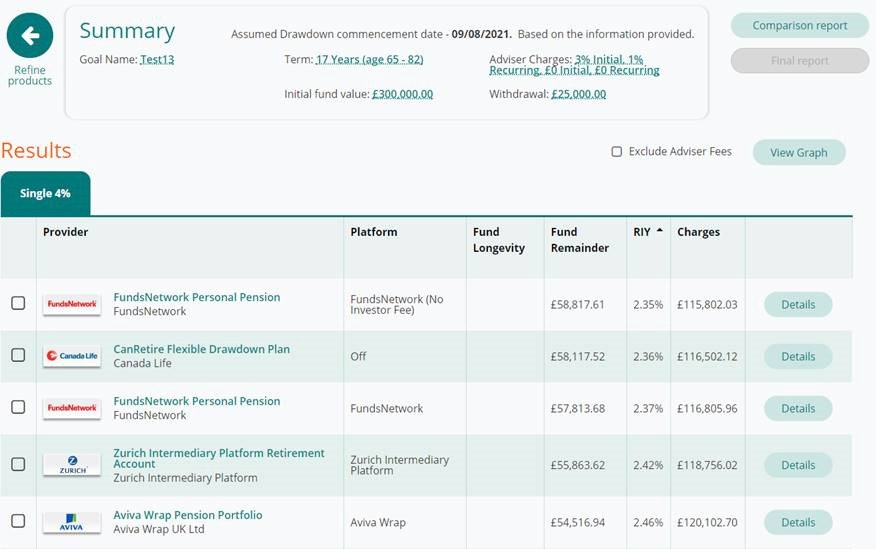 Refine
products
Summary
Assumed Drawdown commencement date - 09/08/2021. Based on the information provided.
Goal Name: Test13
Term: 17 Years (age 65 - 82)
Adviser Charges: 3% Initial, 1%
Recurring, £0 Initial, £0 Recurring
Initial fund value: £300,000.00
Withdrawal: £25,000.00
Comparison report
Final report
Results
Exclude Adviser Fees
View Graph
Single 4%
Provider
Platform
Fund
Longevity
Fund
Remainder
RIY
Charges
FundsNetwork
FundsNetwork Personal Pension
FundsNetwork
FundsNetwork (No
Investor Fee)
£58,817.61
2.35%
£115,802.03
Details
Canada Life
CanRetire Flexible Drawdown Plan
Canada Life
Off
£58,117.52
2.36%
£116,502.12
Details
FundsNetwork
FundsNetwork Personal Pension
FundsNetwork
FundsNetwork
£57,813.68
2.37%
£116,805.96
Details
ZURICH
Zurich Intermediary Platform Retirement
Account
Zurich Intermediary Platform
Zurich Intermediary
Platform
£55,863.62
2.42%
£118,756.02
Details
AVIVA
Aviva Wrap Pension Portfolio
Aviva Wrap UK Ltd
Aviva Wrap
£54,516.94
2.46%
£120,102.70
Details